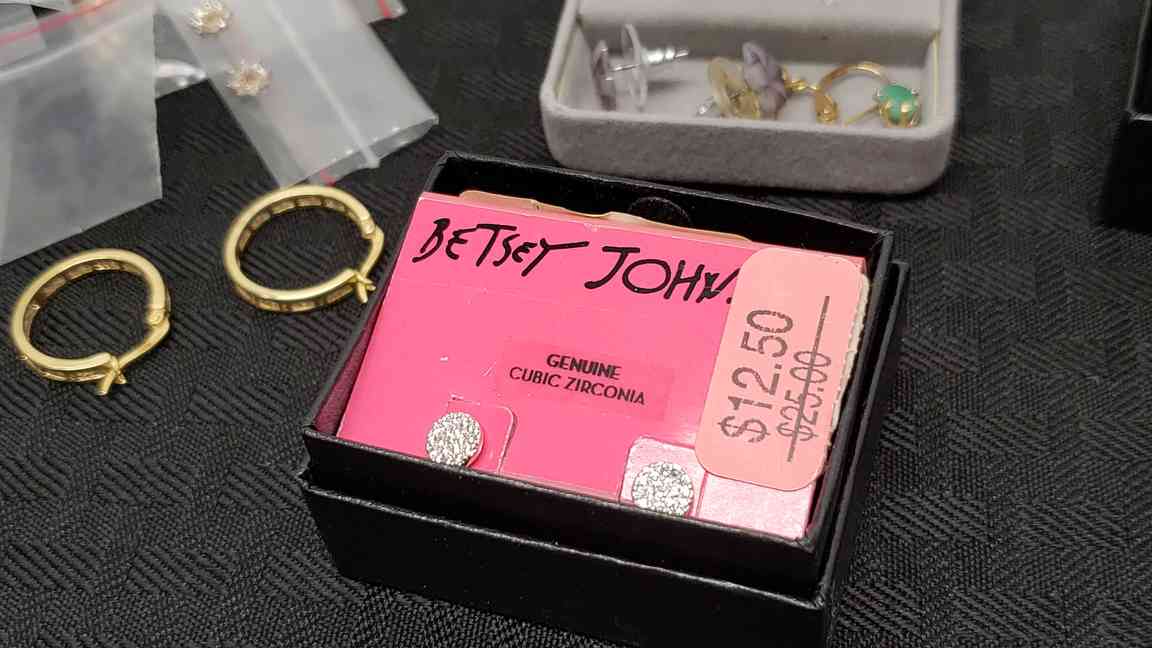 BETSEY JOHN
GENUINE
CUBIC ZIRCONIA
$12.50
$25.00